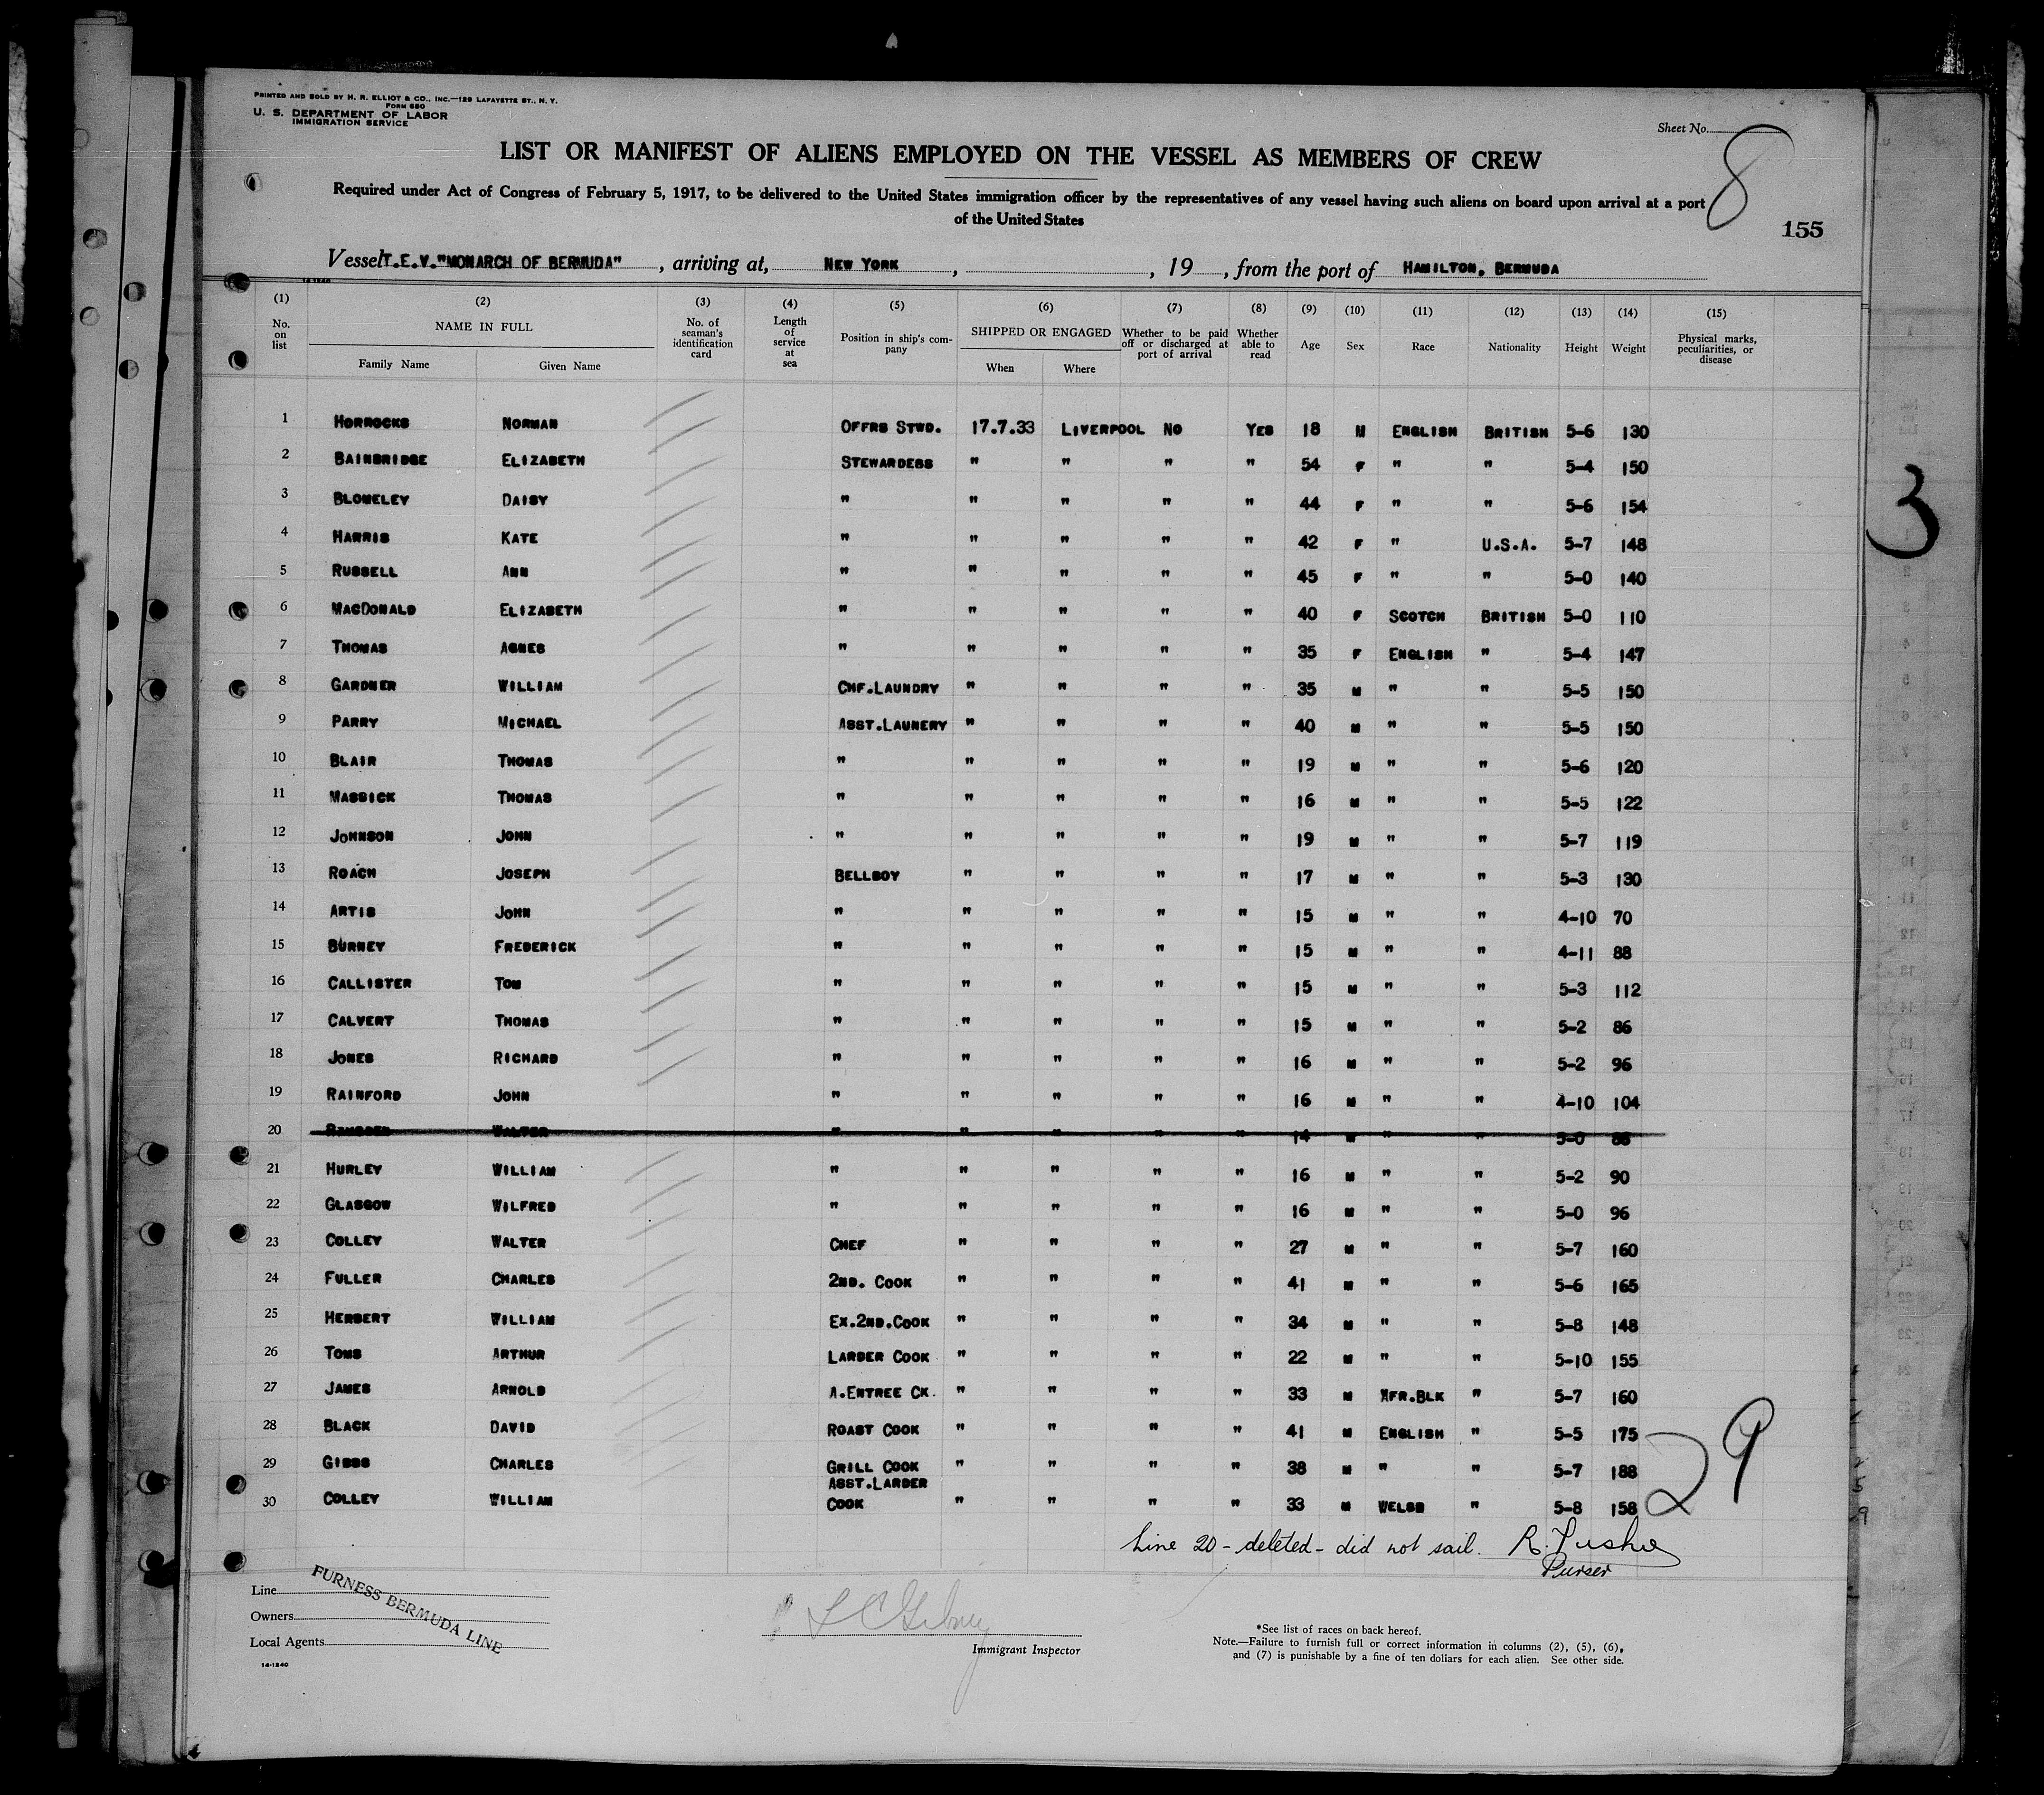 PRINTED AND SOLD BY H. R. ELLIOT & CO., INC.—129 LAFAYETTE ST., N. Y.
FORM 680
U. S. DEPARTMENT OF LABOR
IMMIGRATION SERVICE
Sheet No. 8
LIST OR MANIFEST OF ALIENS EMPLOYED ON THE VESSEL AS MEMBERS OF CREW
Required under Act of Congress of February 5, 1917, to be delivered to the United States immigration officer by the representatives of any vessel having such aliens on board upon arrival at a port
of the United States
155
Vessel T.E.V. "MONARCH OF BERMUDA", arriving at, NEW YORK, , 19 , from the port of HAMILTON, BERMUDA
14-1240
(1) (2) (3) (4) (5) (6) (7) (8) (9) (10) (11) (12) (13) (14) (15)
No. on list NAME IN FULL Family Name Given Name No. of seaman's identification card Length of service at sea Position in ship's company SHIPPED OR ENGAGED When Where Whether to be paid off or discharged at port of arrival Whether able to read Age Sex Race Nationality Height Weight Physical marks, peculiarities, or disease
1 HORROCKS NORMAN OFFRS STWD. 17.7.33 LIVERPOOL NO YES 18 M ENGLISH BRITISH 5-6 130
2 BAINBRIDGE ELIZABETH STEWARDESS " " " " 54 F " " 5-4 150
3 BLOMELEY DAISY " " " " " 44 F " " 5-6 154
4 HARRIS KATE " " " " " 42 F " U.S.A. 5-7 148
5 RUSSELL ANN " " " " " 45 F " " 5-0 140
6 MACDONALD ELIZABETH " " " " " 40 F SCOTCH BRITISH 5-0 110
7 THOMAS AGNES " " " " " 35 F ENGLISH " 5-4 147
8 GARDNER WILLIAM CHF.LAUNDRY " " " " 35 M " " 5-5 150
9 PARRY MICHAEL ASST.LAUNERY " " " " 40 M " " 5-5 150
10 BLAIR THOMAS " " " " " 19 M " " 5-6 120
11 MASSICK THOMAS " " " " " 16 M " " 5-5 122
12 JOHNSON JOHN " " " " " 19 M " " 5-7 119
13 ROACH JOSEPH BELLBOY " " " " 17 M " " 5-3 130
14 ARTIS JOHN " " " " " 15 M " " 4-10 70
15 BURNEY FREDERICK " " " " " 15 M " " 4-11 88
16 CALLISTER TOM " " " " " 15 M " " 5-3 112
17 CALVERT THOMAS " " " " " 15 M " " 5-2 86
18 JONES RICHARD " " " " " 16 M " " 5-2 96
19 RAINFORD JOHN " " " " " 16 M " " 4-10 104
20 WALTER " " " " " 14 M " " 5-0 88
21 HURLEY WILLIAM " " " " " 16 M " " 5-2 90
22 GLASGOW WILFRED " " " " " 16 M " " 5-0 96
23 COLLEY WALTER CHEF " " " " 27 M " " 5-7 160
24 FULLER CHARLES 2ND. COOK " " " " 41 M " " 5-6 165
25 HERBERT WILLIAM EX.2ND.COOK " " " " 34 M " " 5-8 148
26 TOMS ARTHUR LARDER COOK " " " " 22 M " " 5-10 155
27 JAMES ARNOLD A.ENTREE CK. " " " " 33 M AFR.BLK " 5-7 160
28 BLACK DAVID ROAST COOK " " " " 41 M ENGLISH " 5-5 175
29 GIBBS CHARLES GRILL COOK " " " " 38 M " " 5-7 188
30 COLLEY WILLIAM ASST.LARDER COOK " " " " 33 M WELSH " 5-8 158
29
3
Line 20 - deleted - did not sail. R.
Purser
Line
Owners
Local Agents
FURNESS BERMUDA LINE
Immigrant Inspector
14-1240
*See list of races on back hereof.
Note.—Failure to furnish full or correct information in columns (2), (5), (6),
and (7) is punishable by a fine of ten dollars for each alien. See other side.